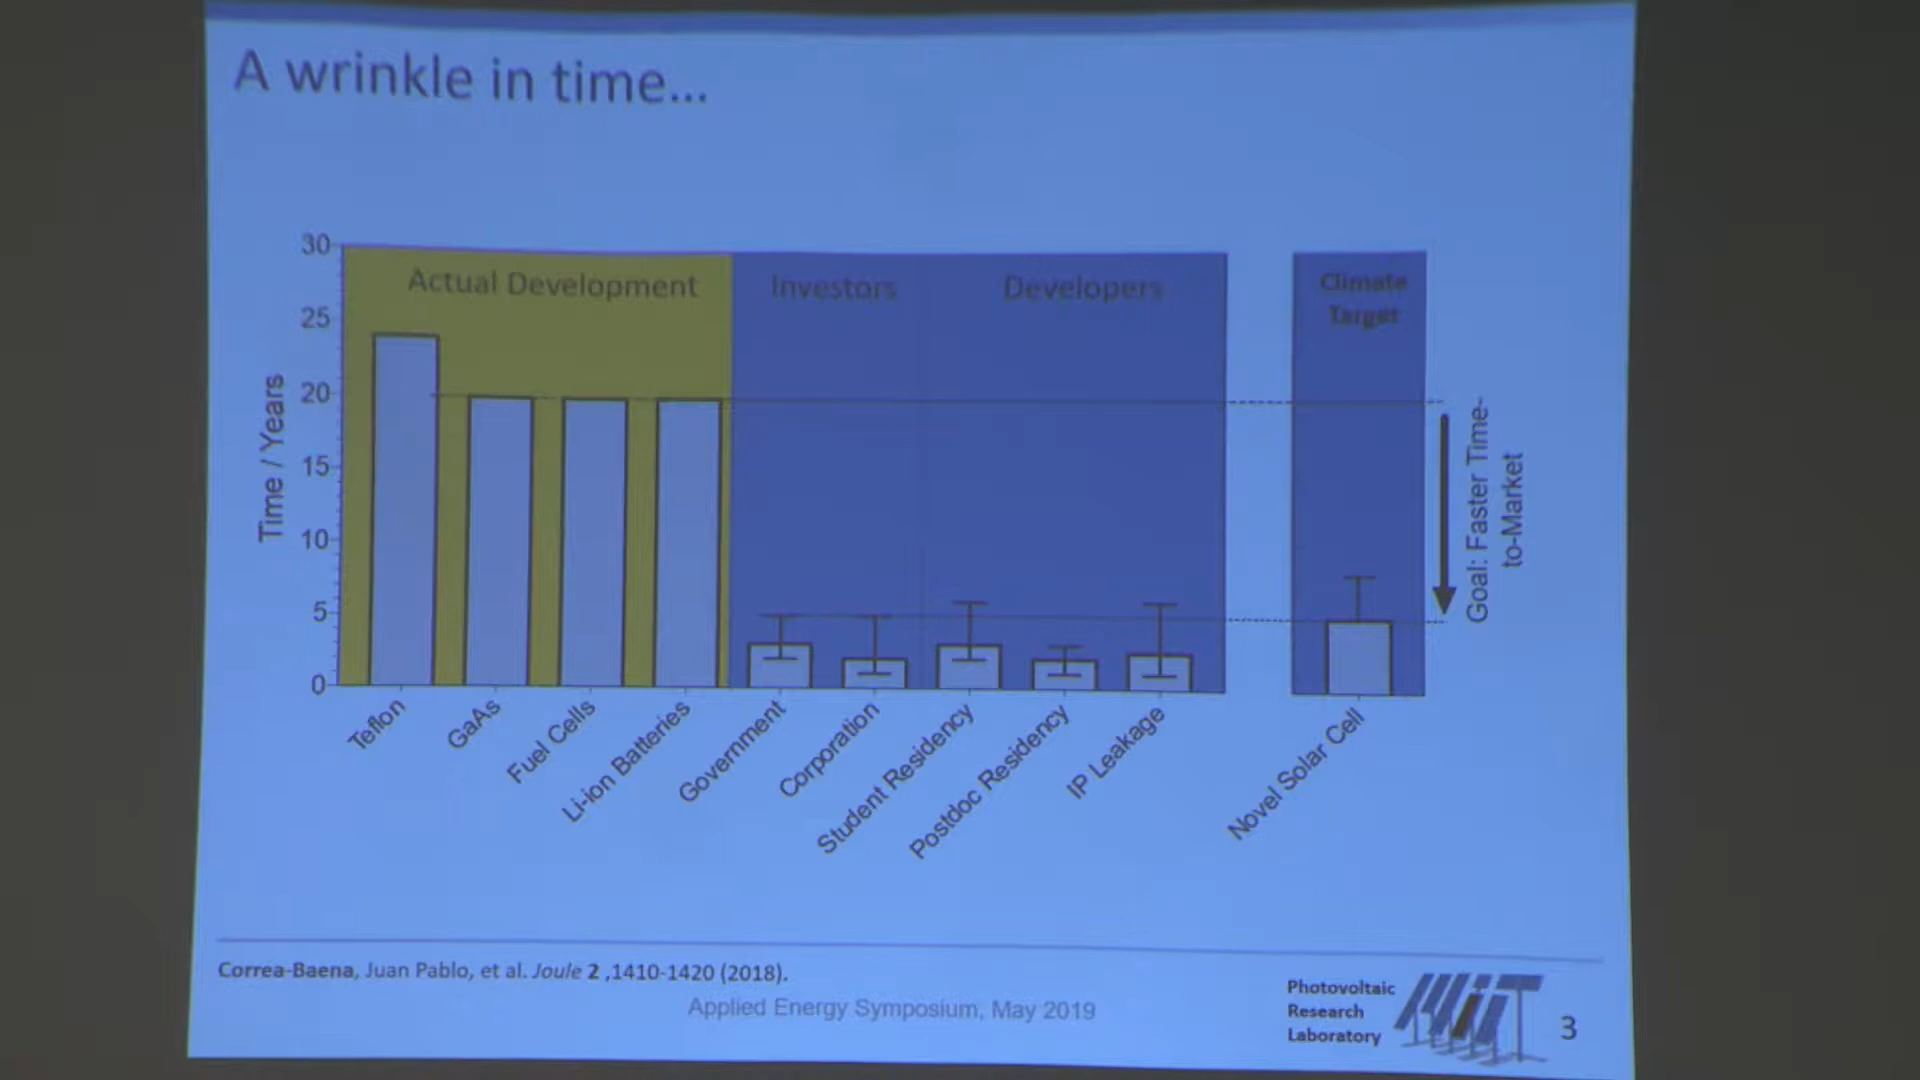 A wrinkle in time...
30
25
20
15
10
5
0
Time / Years
Actual Development
Investors
Developers
Climate
Target
Goal: Faster Time-
to-Market
Teflon
GaAs
Fuel Cells
Li-ion Batteries
Government
Corporation
Student Residency
Postdoc Residency
IP Leakage
Novel Solar Cell
Correa-Baena, Juan Pablo, et al. Joule 2 ,1410-1420 (2018).
Applied Energy Symposium, May 2019
Photovoltaic
Research
Laboratory
MIT
3